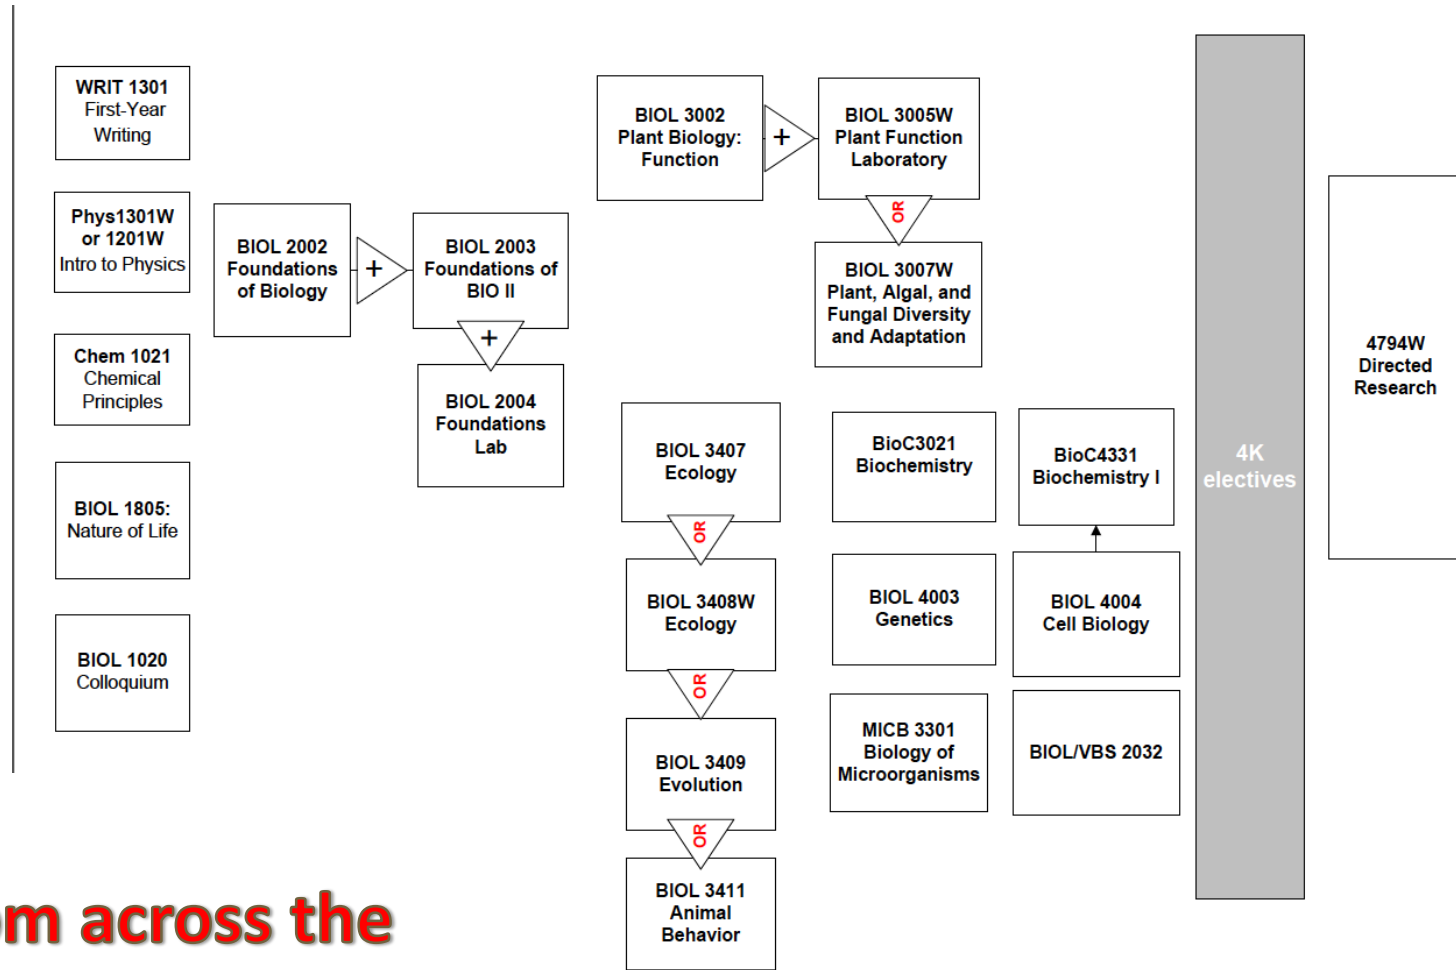 WRIT 1301
First-Year
Writing
Phys1301W
or 1201W
Intro to Physics
Chem 1021
Chemical
Principles
BIOL 1805:
Nature of Life
BIOL 1020
Colloquium
BIOL 2002
Foundations
of Biology
+
BIOL 2003
Foundations of
BIO II
+
BIOL 2004
Foundations
Lab
BIOL 3002
Plant Biology:
Function
+
BIOL 3005W
Plant Function
Laboratory
OR
BIOL 3007W
Plant, Algal, and
Fungal Diversity
and Adaptation
BIOL 3407
Ecology
OR
BIOL 3408W
Ecology
OR
BIOL 3409
Evolution
OR
BIOL 3411
Animal
Behavior
BioC3021
Biochemistry
BIOL 4003
Genetics
MICB 3301
Biology of
Microorganisms
BioC4331
Biochemistry I
BIOL 4004
Cell Biology
BIOL/VBS 2032
4K
electives
4794W
Directed
Research
m across the